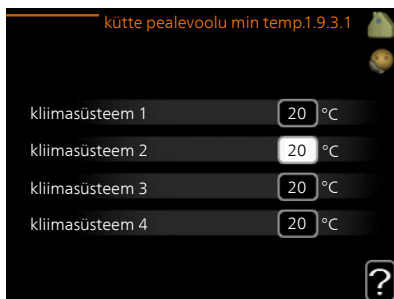 kütte pealevoolu min temp.1.9.3.1
kliimasüsteem 1 20 °C
kliimasüsteem 2 20 °C
kliimasüsteem 3 20 °C
kliimasüsteem 4 20 °C
?